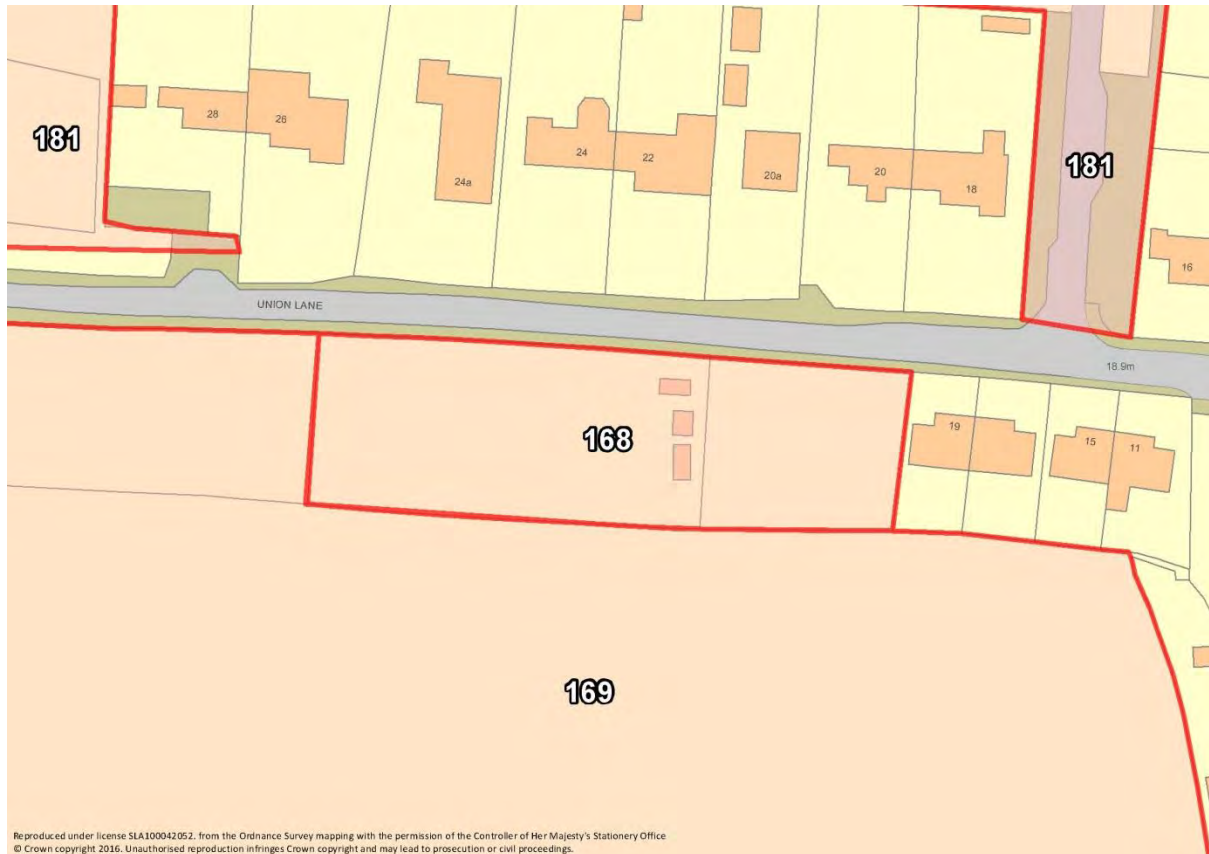 181
28
26
24a
24
22
20a
20
18
181
16
UNION LANE
18.9m
168
19
15
11
169
Reproduced under license SLA100042052. from the Ordnance Survey mapping with the permission of the Controller of Her Majesty's Stationery Office
© Crown copyright 2016. Unauthorised reproduction infringes Crown copyright and may lead to prosecution or civil proceedings.